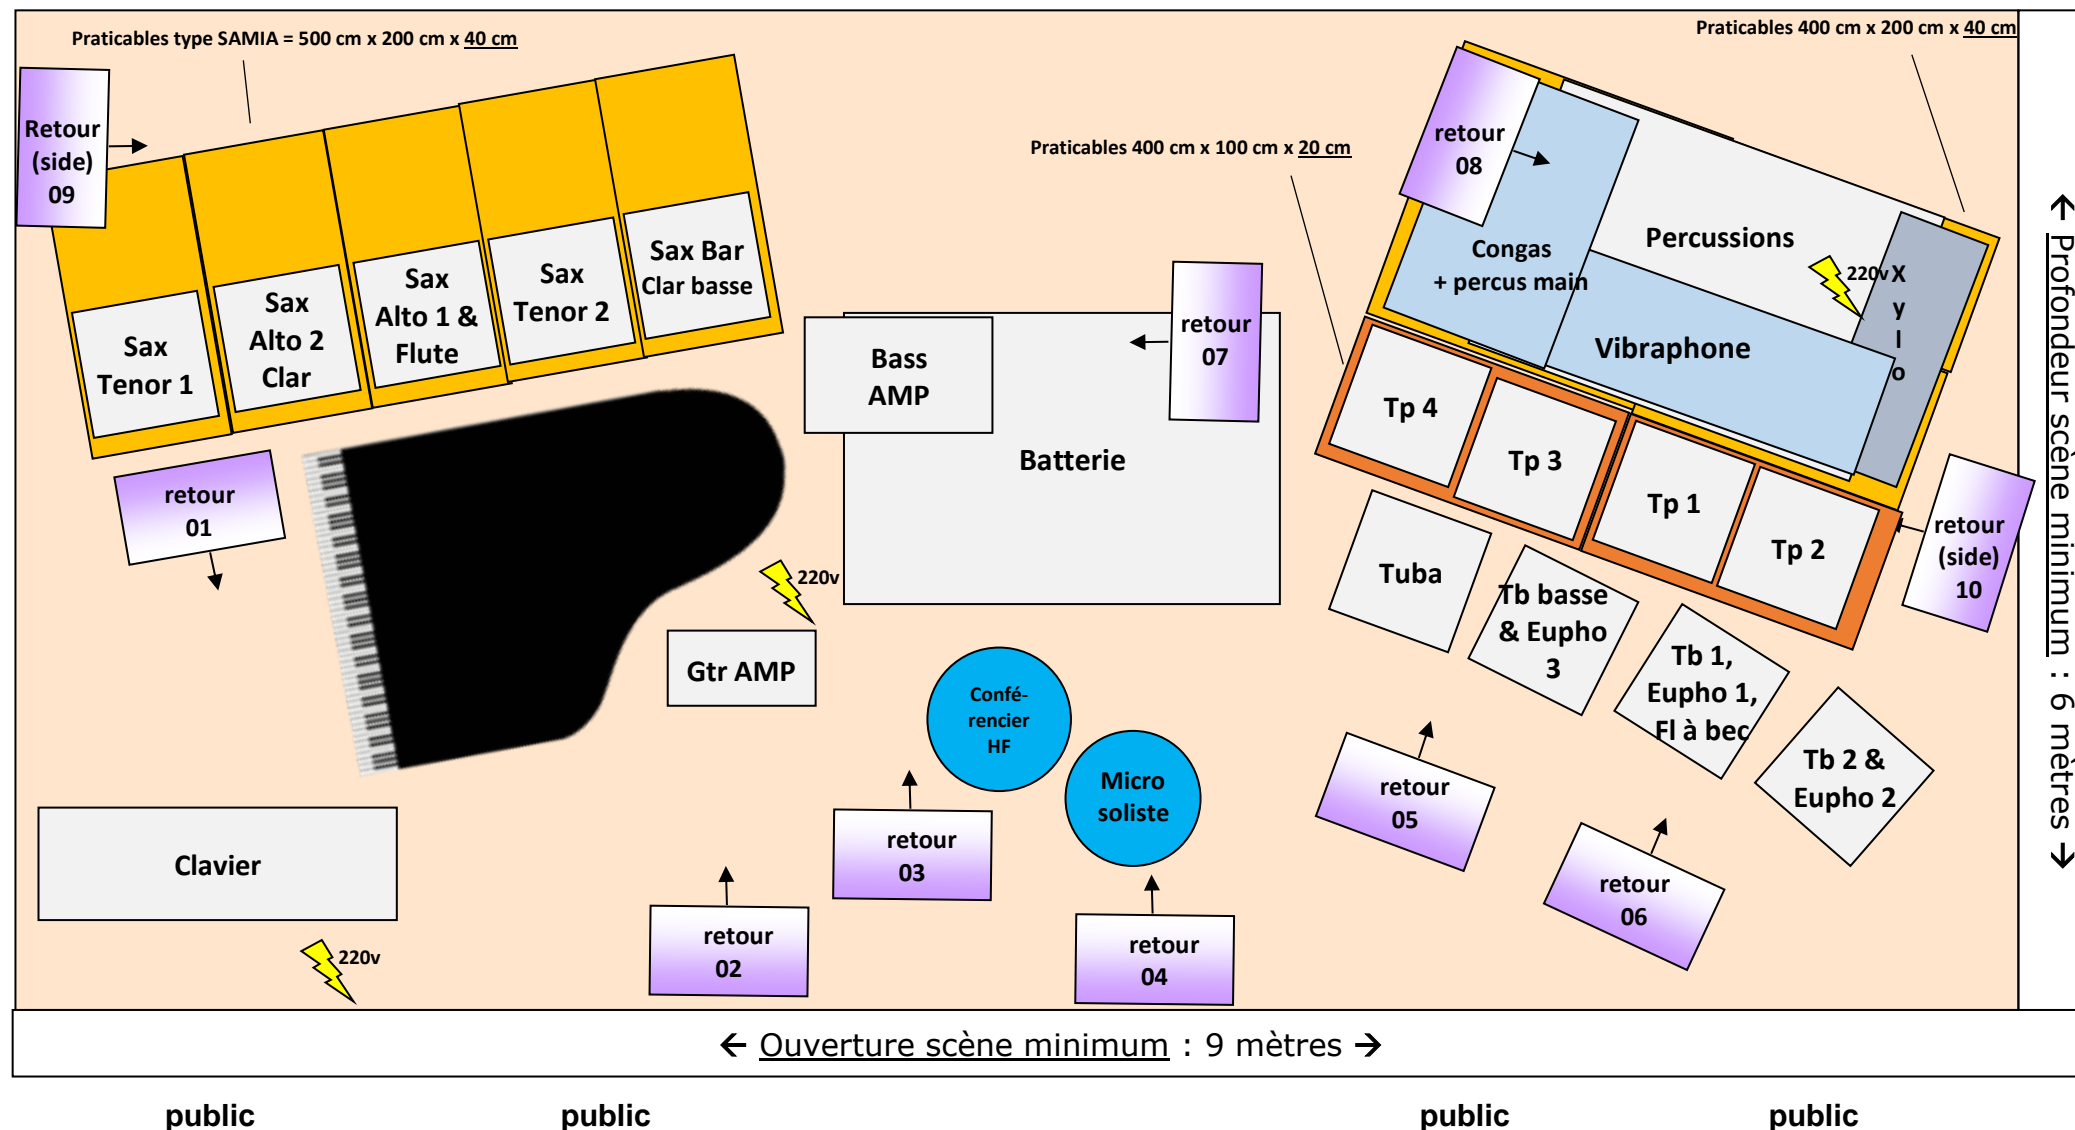 Praticables type SAMIA = 500 cm x 200 cm x 40 cm
Praticables 400 cm x 200 cm x 40 cm
Praticables 400 cm x 100 cm x 20 cm
Retour
(side)
09
Sax
Tenor 1
Sax
Alto 2
Clar
Sax
Alto 1 &
Flute
Sax
Tenor 2
Sax Bar
Clar basse
retour
08
Congas
+ percus main
Percussions
220v
X
y
l
o
Vibraphone
retour
07
Bass
AMP
Batterie
Tp 4
Tp 3
Tp 1
Tp 2
retour
(side)
10
retour
01
Tuba
Tb basse
& Eupho
3
Tb 1,
Eupho 1,
Fl à bec
Tb 2 &
Eupho 2
220v
Gtr AMP
Confé-
rencier
HF
Micro
soliste
retour
03
retour
05
retour
06
Clavier
220v
retour
02
retour
04
← Profondeur scène minimum : 6 mètres →
← Ouverture scène minimum : 9 mètres →
public public public public